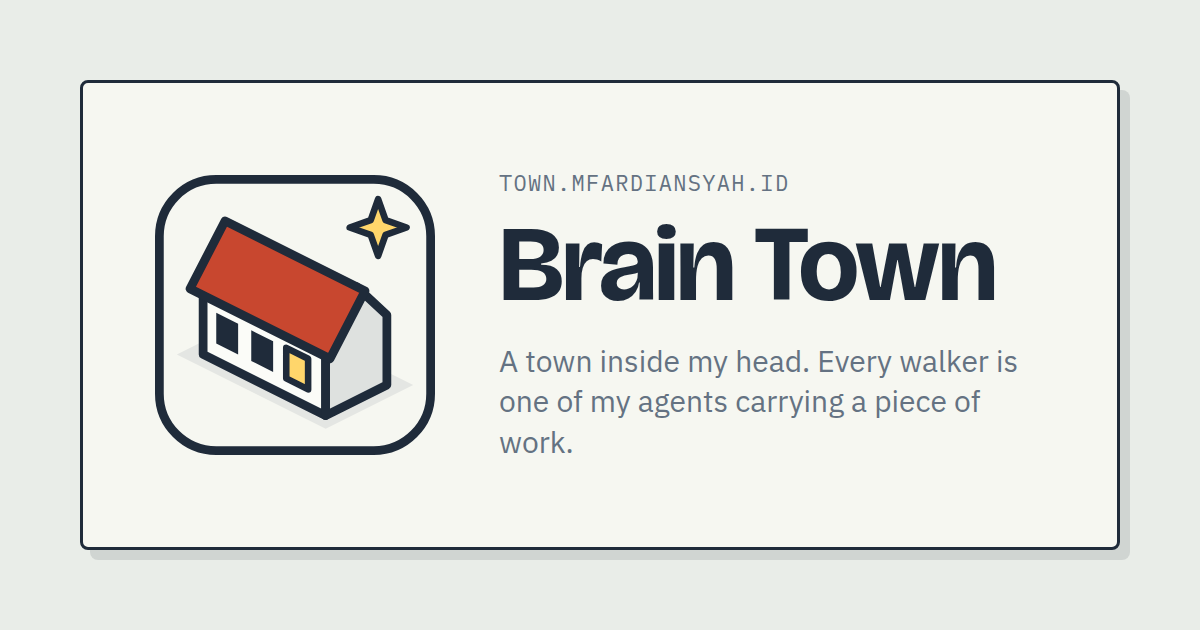 TOWN.MFARDIANSYAH.ID
Brain Town
A town inside my head. Every walker is
one of my agents carrying a piece of
work.